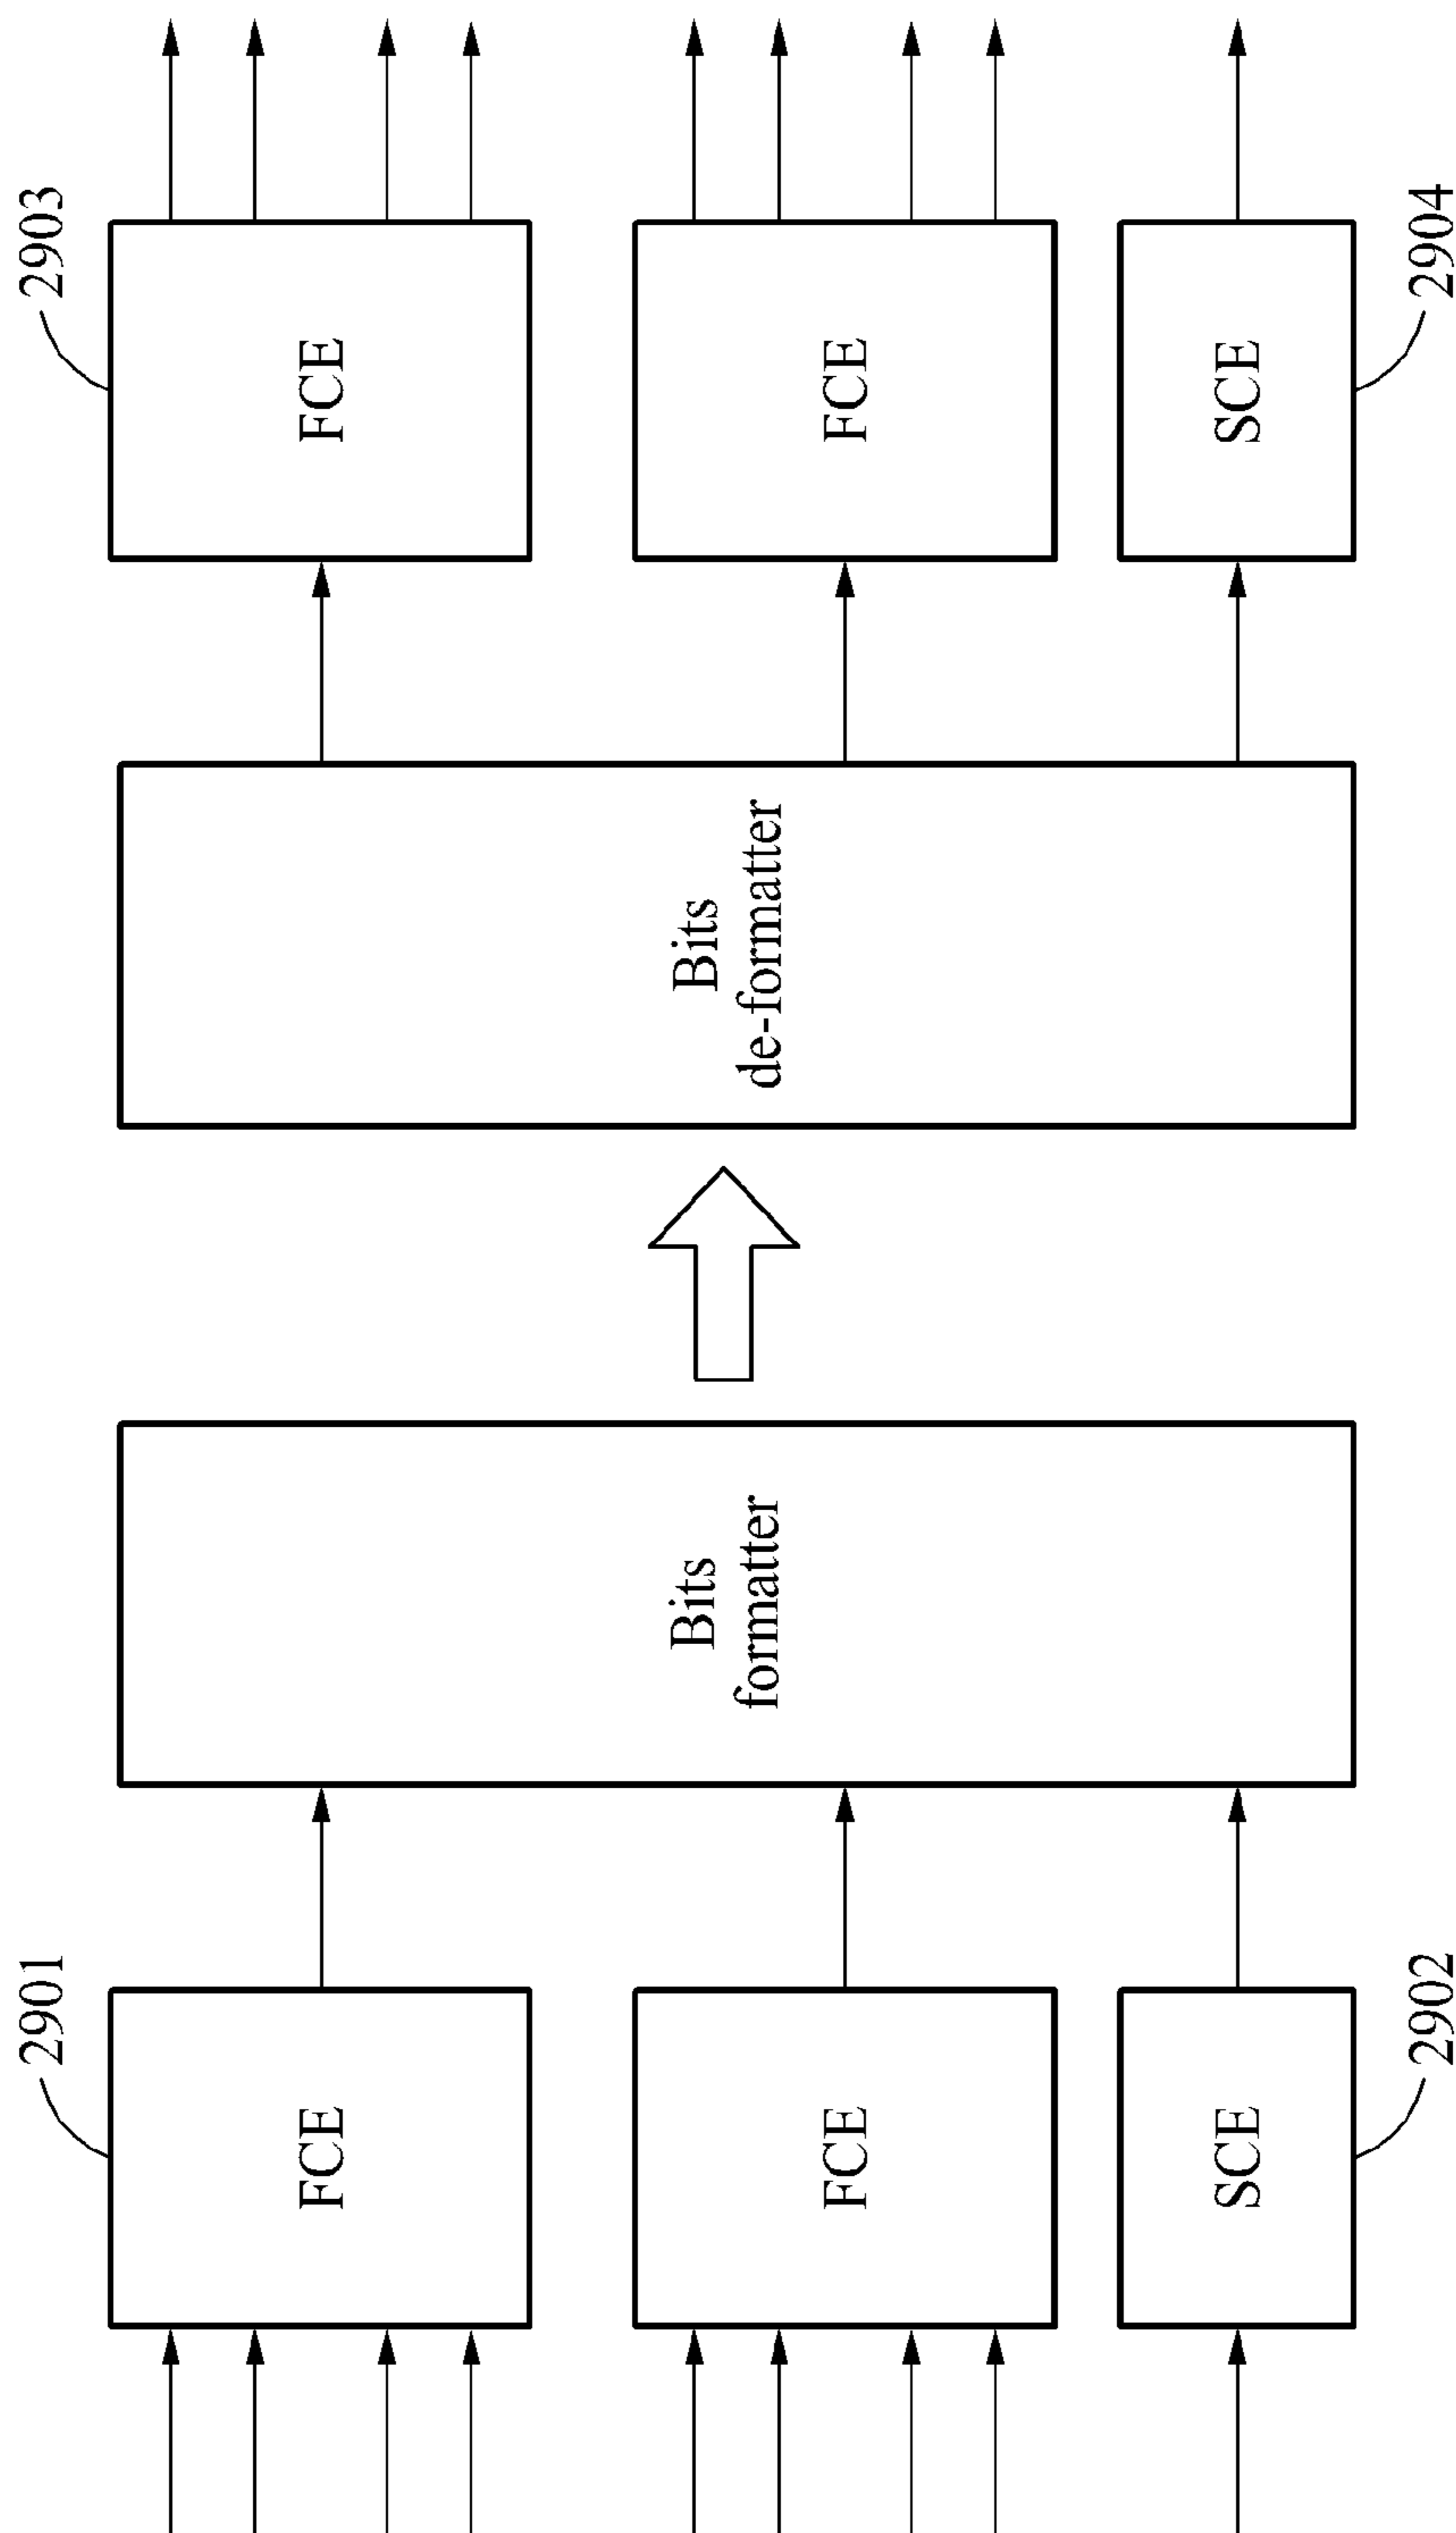 2901
FCE
FCE
SCE
2902
Bits
formatter
Bits
de-formatter
2903
FCE
FCE
SCE
2904